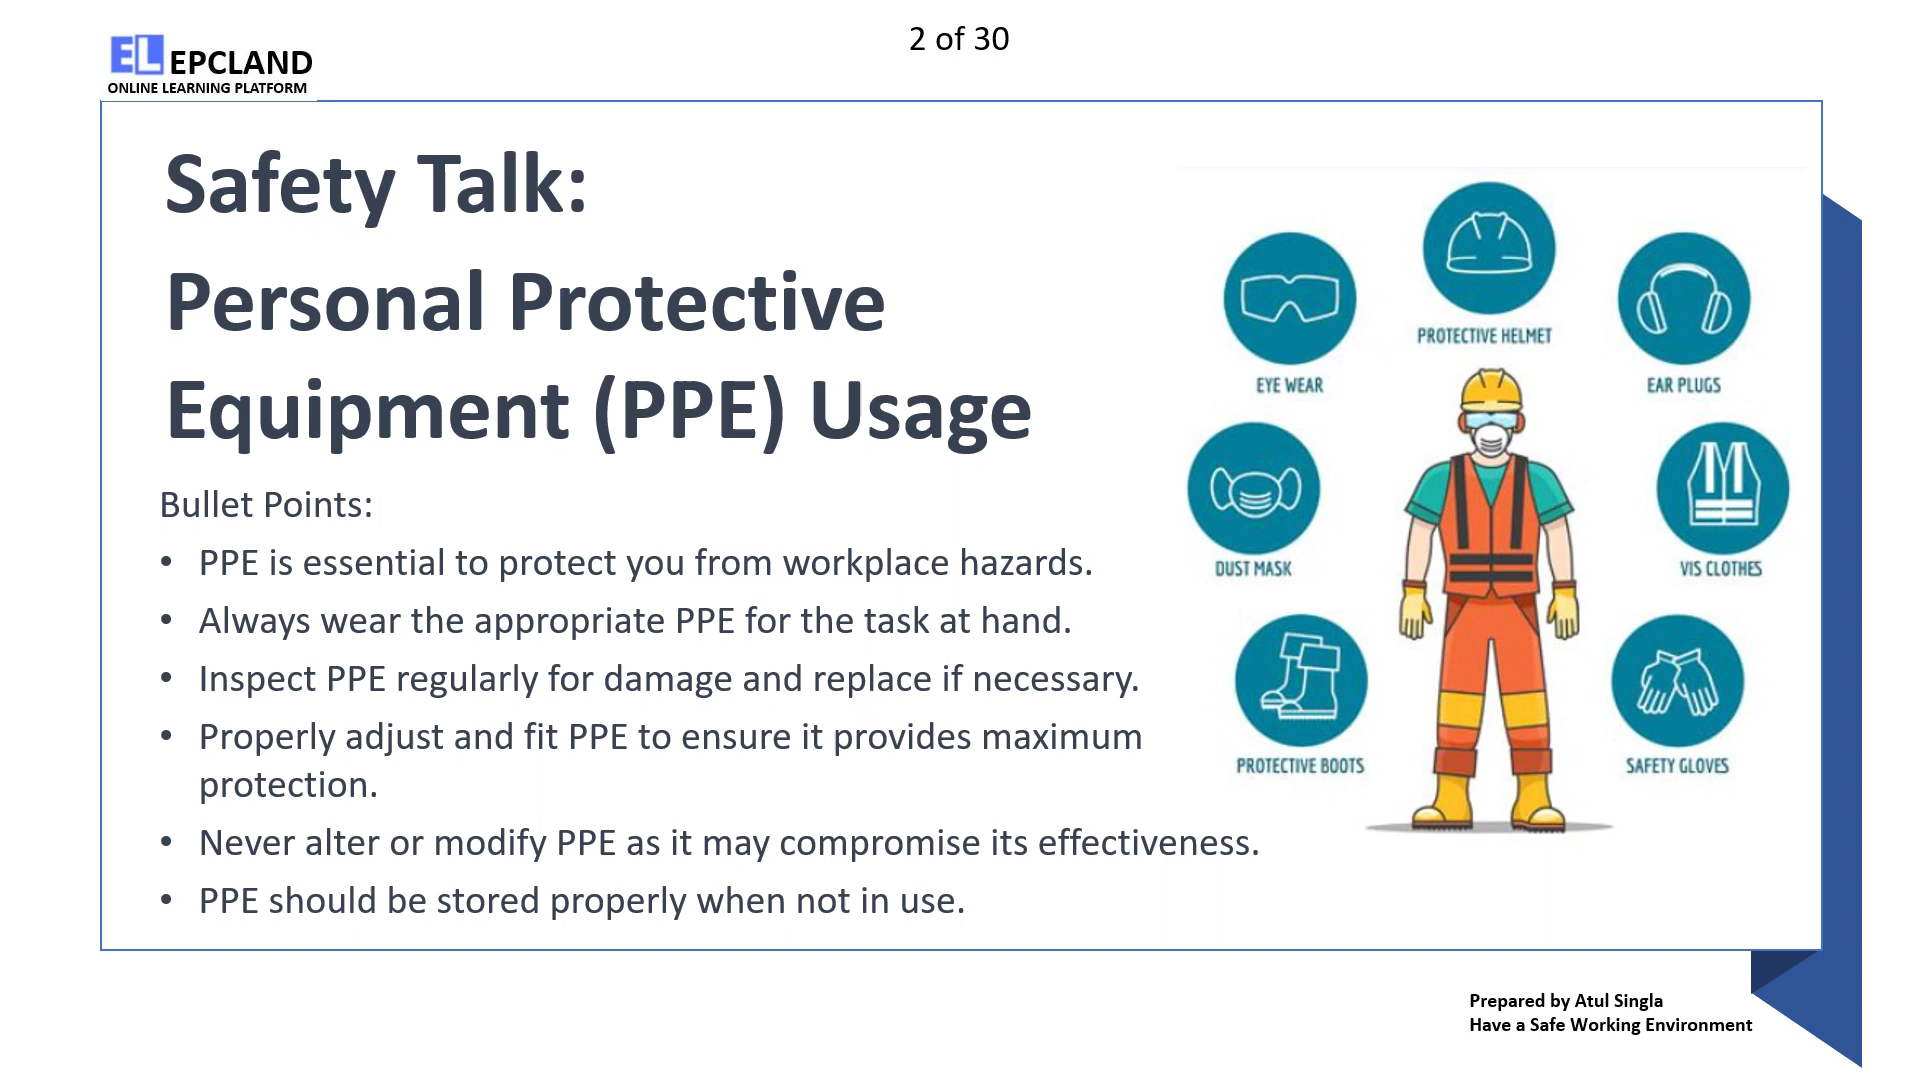 2 of 30
EL EPCLAND
ONLINE LEARNING PLATFORM
Safety Talk:
Personal Protective
Equipment (PPE) Usage
Bullet Points:
• PPE is essential to protect you from workplace hazards.
• Always wear the appropriate PPE for the task at hand.
• Inspect PPE regularly for damage and replace if necessary.
• Properly adjust and fit PPE to ensure it provides maximum
protection.
• Never alter or modify PPE as it may compromise its effectiveness.
• PPE should be stored properly when not in use.
PROTECTIVE HELMET
EYE WEAR
EAR PLUGS
DUST MASK
VIS CLOTHES
PROTECTIVE BOOTS
SAFETY GLOVES
Prepared by Atul Singla
Have a Safe Working Environment